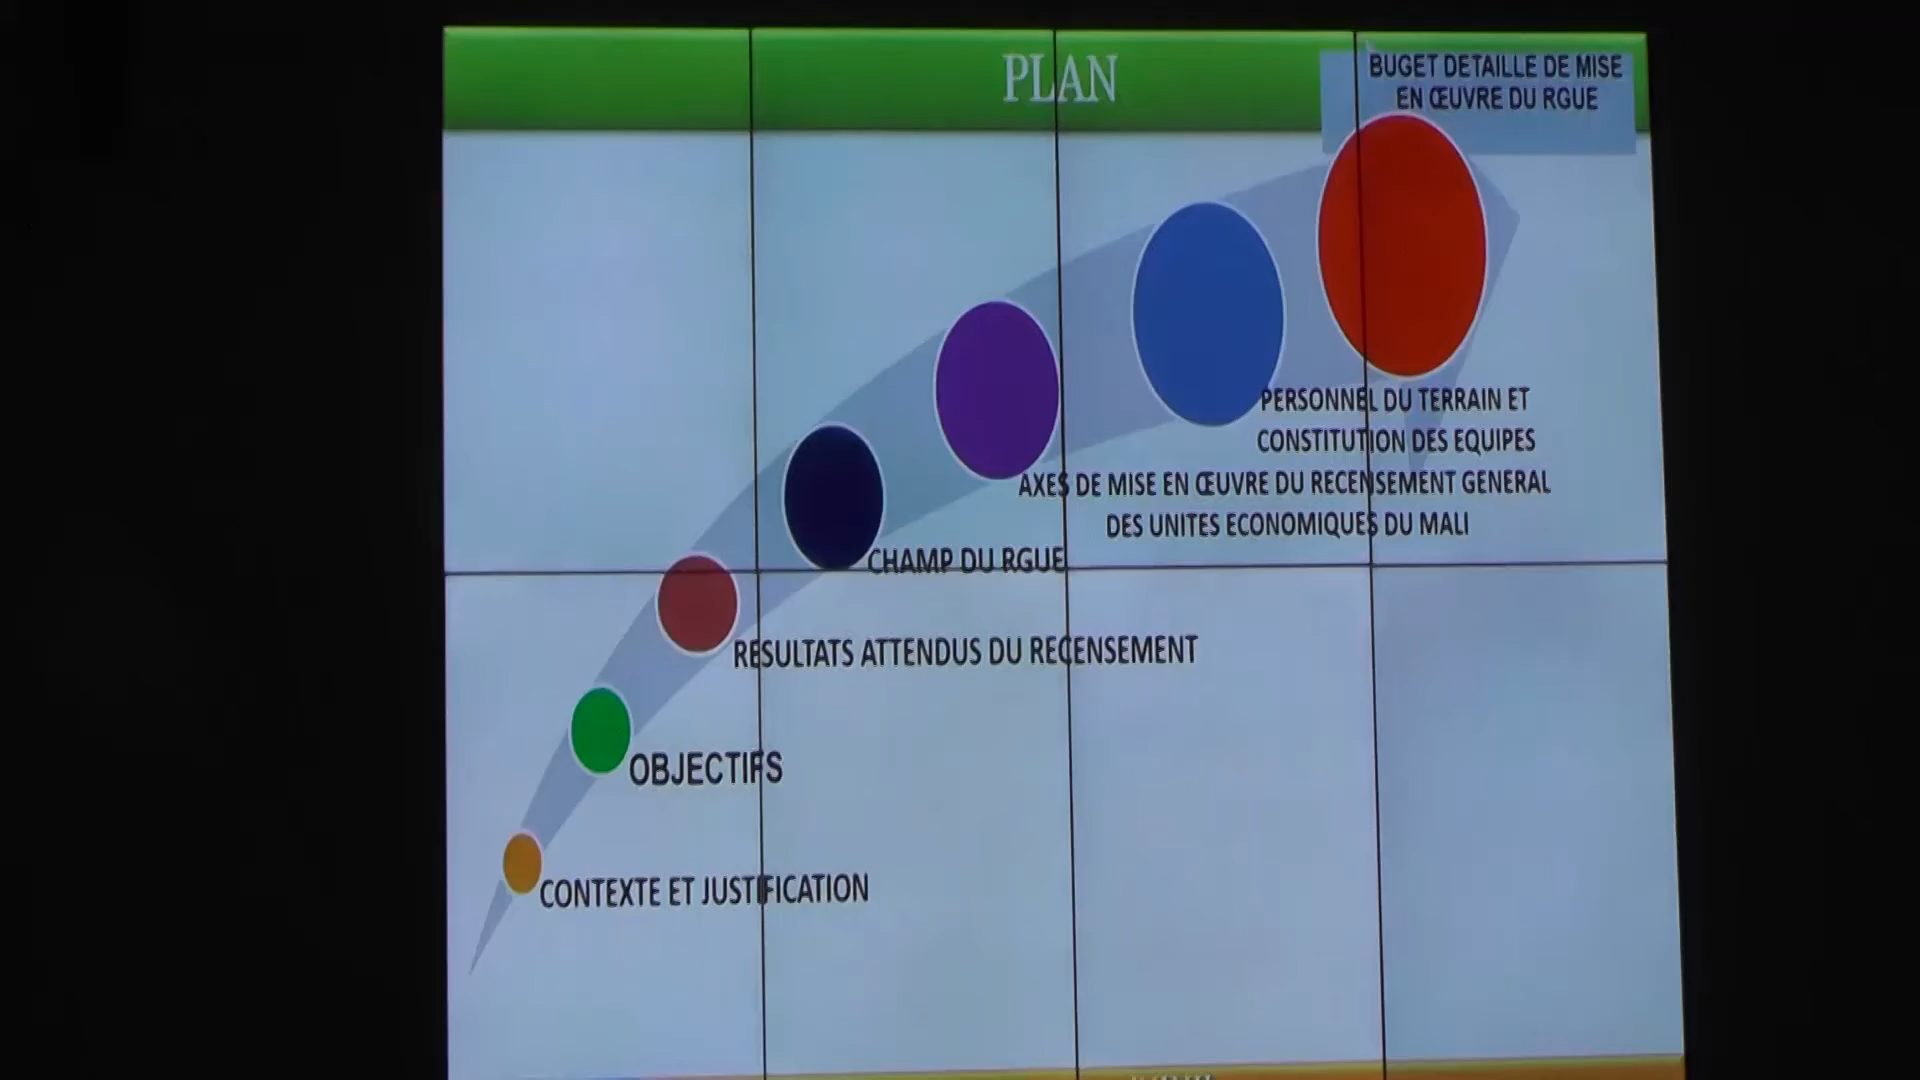 PLAN
BUGET DETAILLE DE MISE
EN ŒUVRE DU RGUE
PERSONNEL DU TERRAIN ET
CONSTITUTION DES EQUIPES
AXES DE MISE EN ŒUVRE DU RECENSEMENT GENERAL
DES UNITES ECONOMIQUES DU MALI
CHAMP DU RGUE
RESULTATS ATTENDUS DU RECENSEMENT
OBJECTIFS
CONTEXTE ET JUSTIFICATION